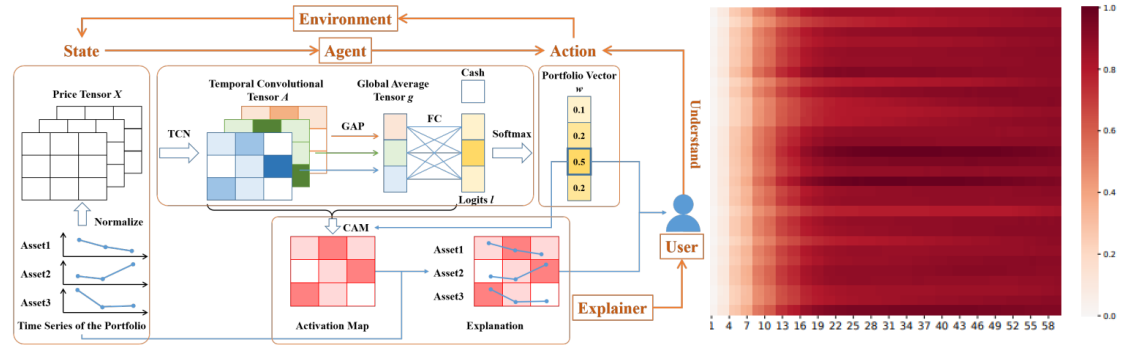 Environment
State
Agent
Action
Price Tensor X
Temporal Convolutional
Tensor A
Global Average
Tensor g
Cash
Portfolio Vector
w
TCN
GAP
FC
Softmax
0.1
0.2
0.5
0.2
Logits l
Understand
Normalize
CAM
User
Asset1
Asset2
Asset3
Time Series of the Portfolio
Activation Map
Asset1
Asset2
Asset3
Explanation
Explainer
1.0
0.8
0.6
0.4
0.2
0.0
1 4 7 10 13 16 19 22 25 28 31 34 37 40 43 46 49 52 55 58